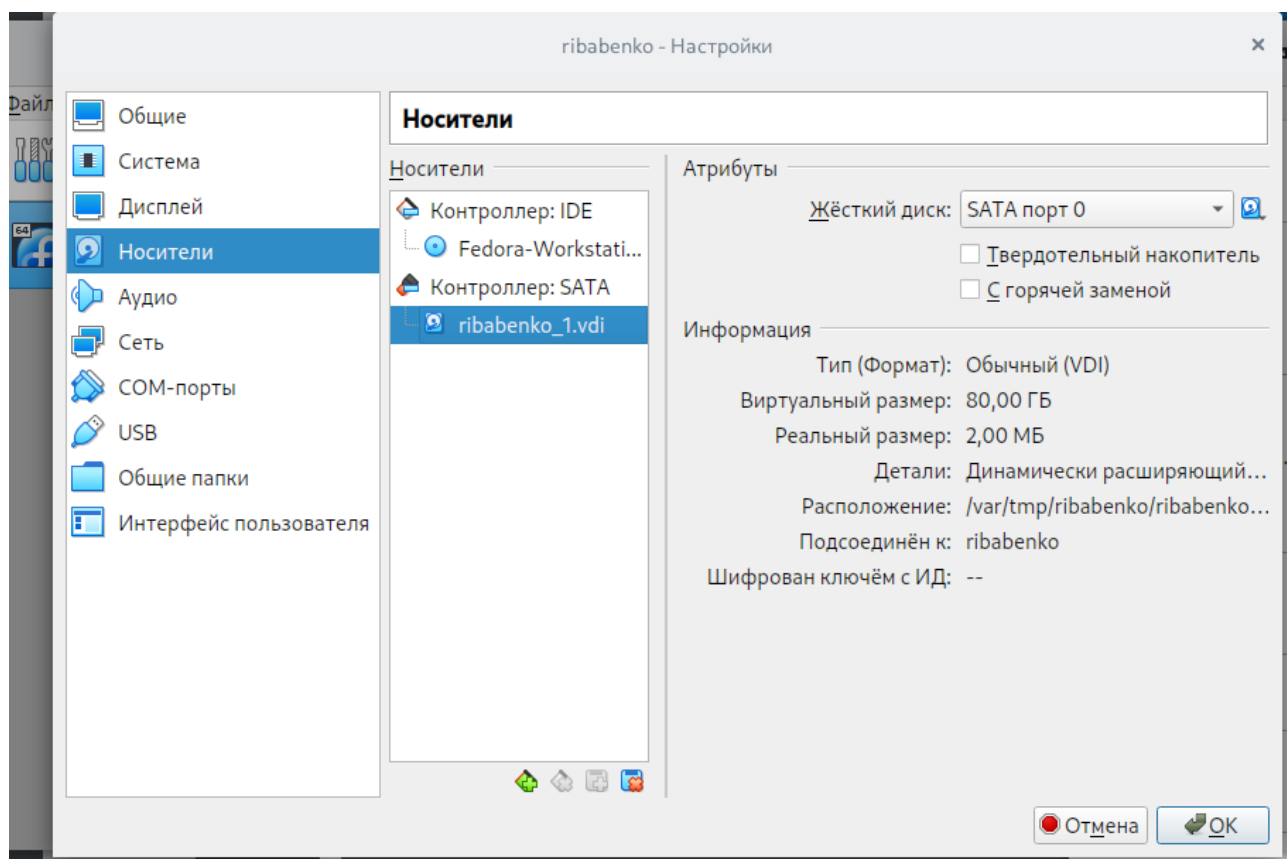 ribabenko - Настройки
Файл
64
Общие
Система
Дисплей
Носители
Аудио
Сеть
COM-порты
USB
Общие папки
Интерфейс пользователя
Носители
Носители
Контроллер: IDE
Fedora-Workstati...
Контроллер: SATA
ribabenko_1.vdi
Атрибуты
Жёсткий диск: SATA порт 0
Твердотельный накопитель
С горячей заменой
Информация
Тип (Формат): Обычный (VDI)
Виртуальный размер: 80,00 ГБ
Реальный размер: 2,00 МБ
Детали: Динамически расширяющий...
Расположение: /var/tmp/ribabenko/ribabenko...
Подсоединён к: ribabenko
Шифрован ключём с ИД: --
Отмена
OK